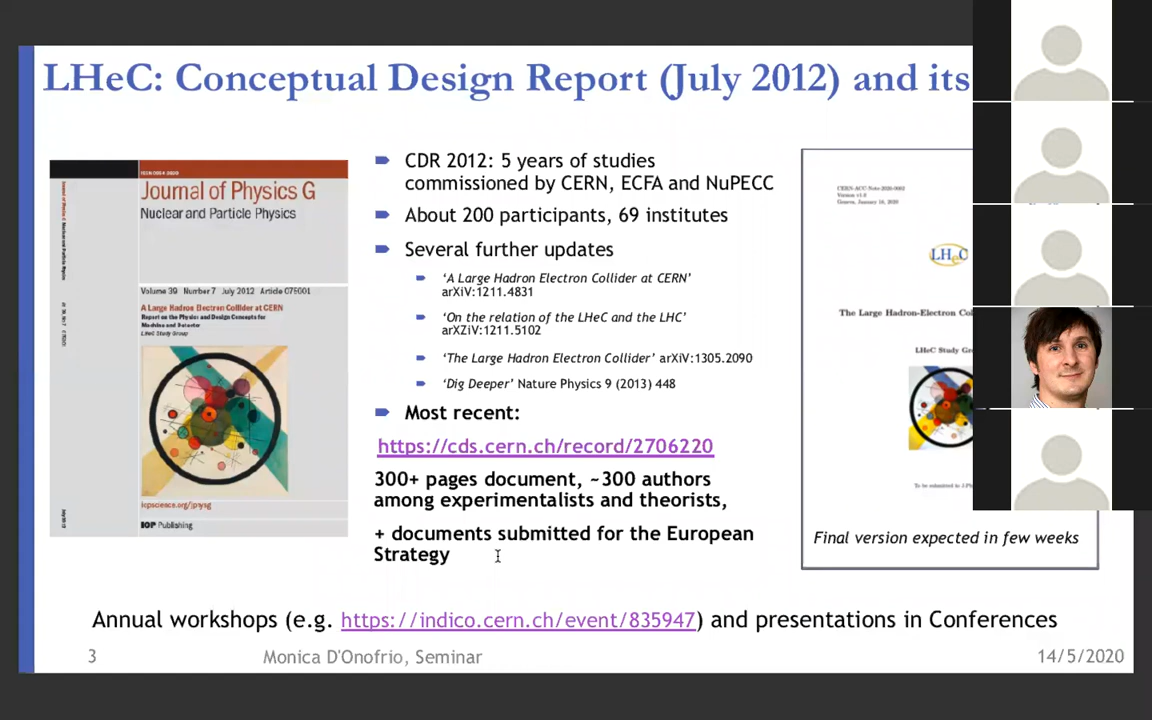 LHeC: Conceptual Design Report (July 2012) and its
ISSN 0954-3899
Journal of Physics G
Nuclear and Particle Physics
Volume 39 Number 7 July 2012 Article 075001
A Large Hadron Electron Collider at CERN
Report on the Physics and Design Concepts for
Machine and Detector
LHeC Study Group
iopscience.org/jphysg
IOP Publishing
CDR 2012: 5 years of studies
commissioned by CERN, ECFA and NuPECC
About 200 participants, 69 institutes
Several further updates
‘A Large Hadron Electron Collider at CERN’
arXiV:1211.4831
‘On the relation of the LHeC and the LHC’
arXZiV:1211.5102
‘The Large Hadron Electron Collider’ arXiV:1305.2090
‘Dig Deeper’ Nature Physics 9 (2013) 448
Most recent:
https://cds.cern.ch/record/2706220
300+ pages document, ~300 authors
among experimentalists and theorists,
+ documents submitted for the European
Strategy
CERN-ACC-Note-2020-0002
Version v1.0
Geneva, January 16, 2020
LHeC
The Large Hadron-Electron Col
LHeC Study Gr
To be submitted to J.Ph
Final version expected in few weeks
Annual workshops (e.g. https://indico.cern.ch/event/835947) and presentations in Conferences
3
Monica D'Onofrio, Seminar
14/5/2020